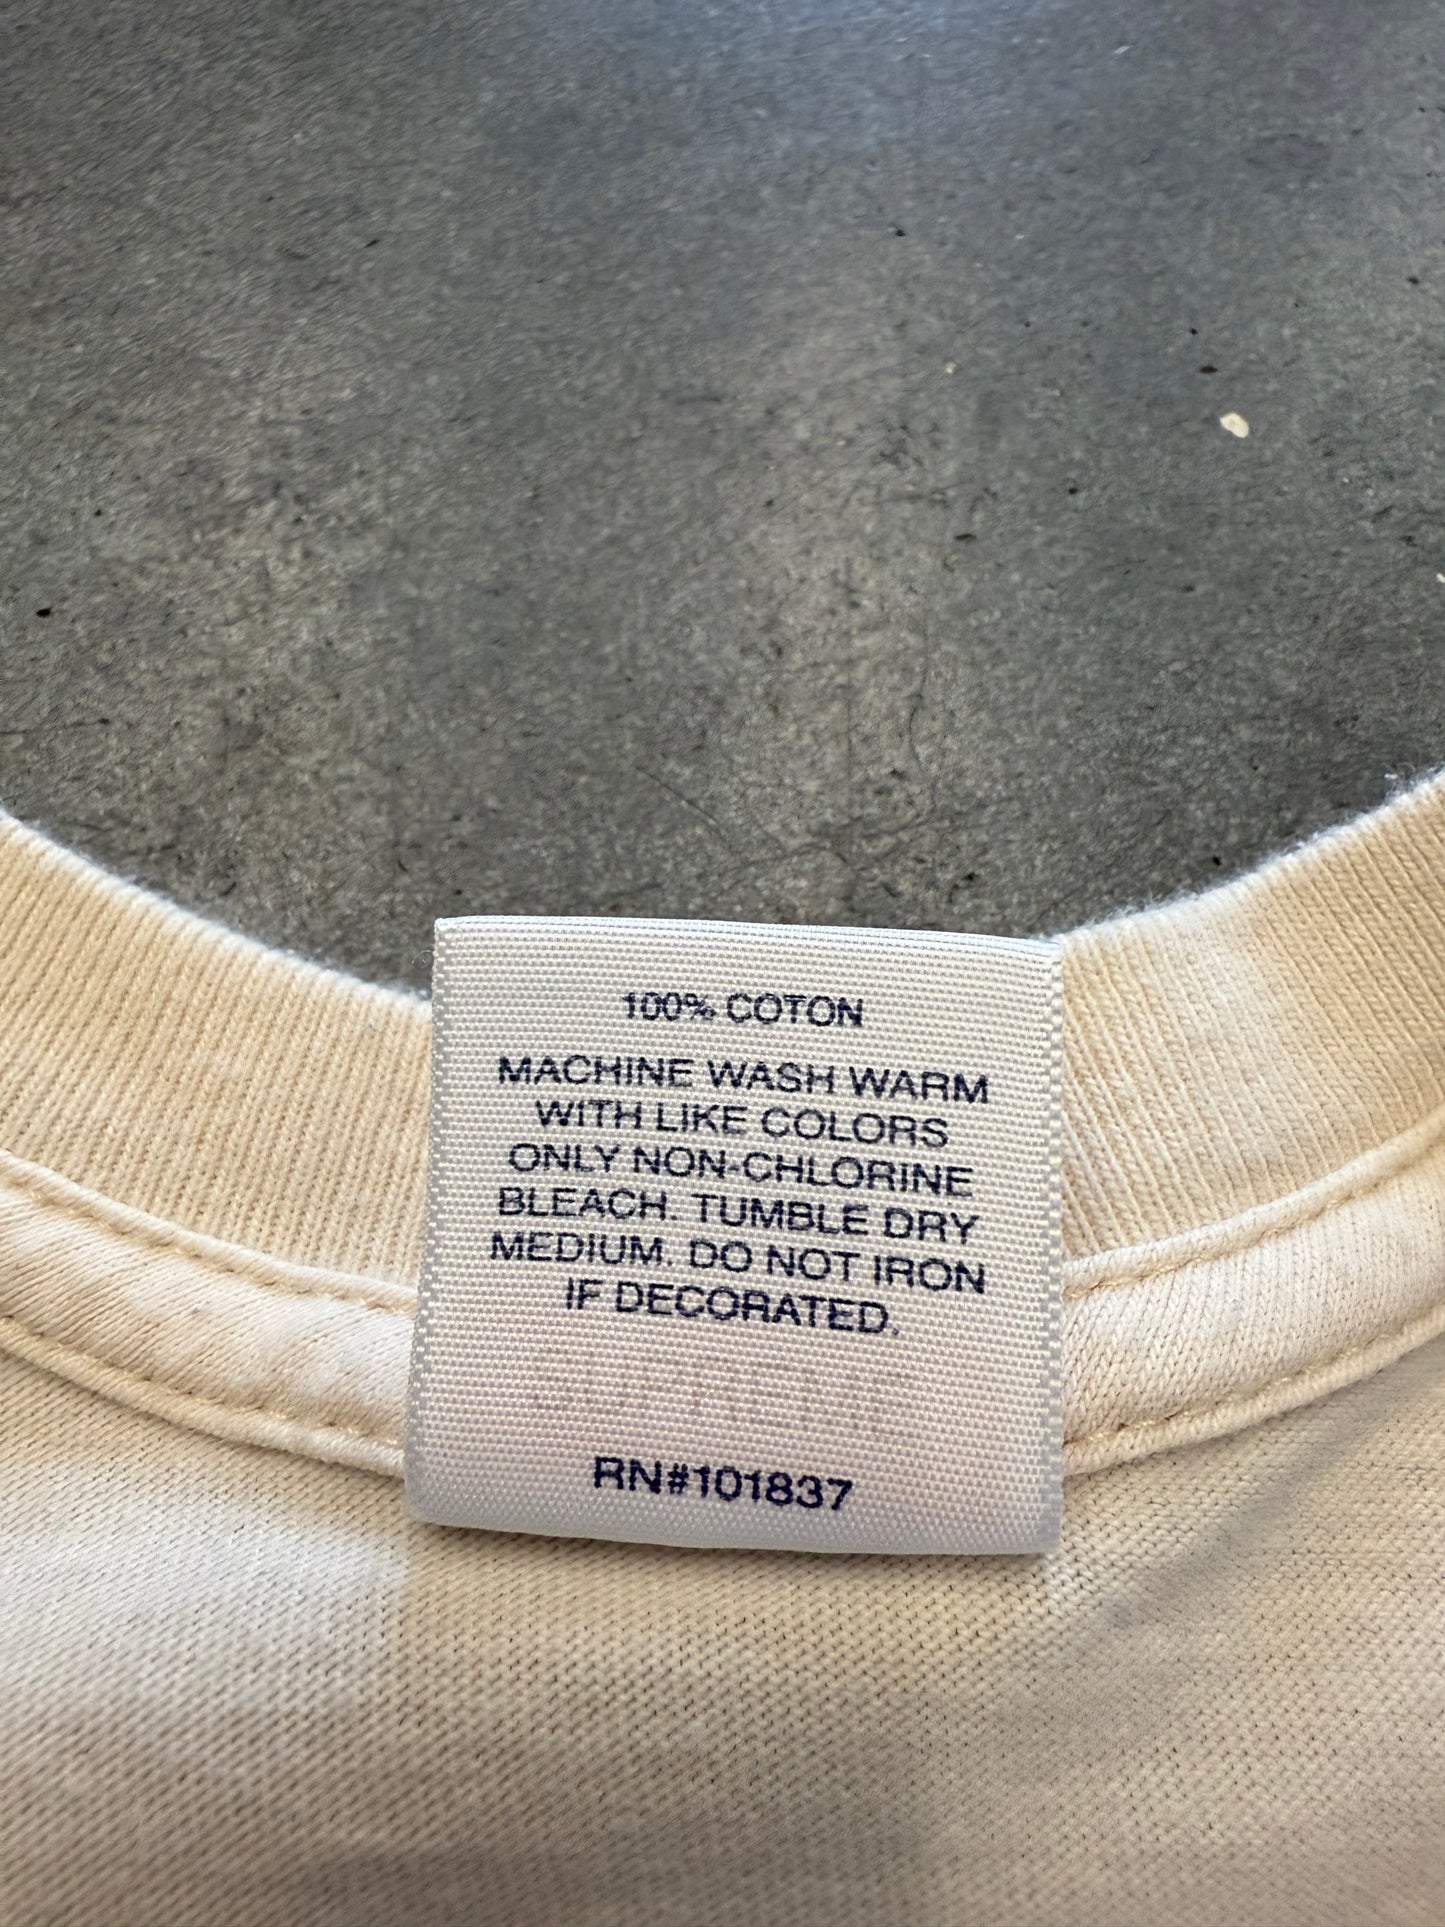 100% COTON
MACHINE WASH WARM
WITH LIKE COLORS
ONLY NON-CHLORINE
BLEACH. TUMBLE DRY
MEDIUM. DO NOT IRON
IF DECORATED.
RN#101837